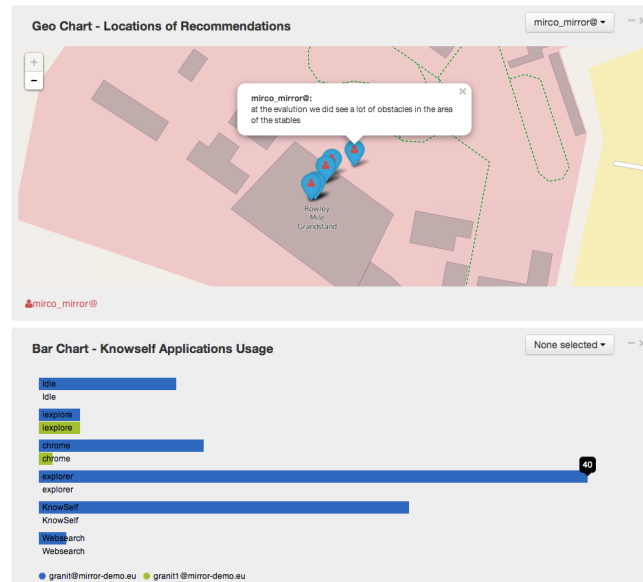 Geo Chart - Locations of Recommendations
mirco_mirror@
+
-
mirco_mirror@:
at the evalution we did see a lot of obstacles in the area
of the stables
Rowley
Mile
Grandstand
mirco_mirror@
Bar Chart - Knowself Applications Usage
None selected
Idle
Idle
iexplore
iexplore
chrome
chrome
40
explorer
explorer
KnowSelf
KnowSelf
Websearch
Websearch
granit@mirror-demo.eu granit1@mirror-demo.eu